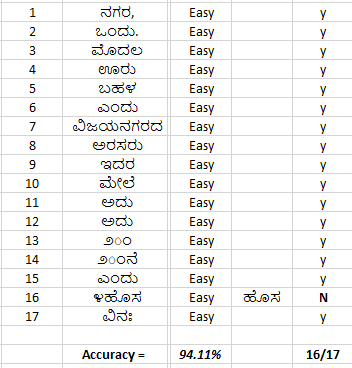 1 ನಗರ, Easy y
2 ಒಂದು. Easy y
3 ಮೊದಲ Easy y
4 ಊರು Easy y
5 ಬಹಳ Easy y
6 ಎಂದು Easy y
7 ವಿಜಯನಗರದ Easy y
8 ಅರಸರು Easy y
9 ಇದರ Easy y
10 ಮೇಲೆ Easy y
11 ಅದು Easy y
12 ಅದು Easy y
13 ೨೦೦ Easy y
14 ೨೦೦ನೆ Easy y
15 ಎಂದು Easy y
16 ಳಹೊಸ Easy ಹೊಸ N
17 ವಿನಃ Easy y
Accuracy = 94.11% 16/17